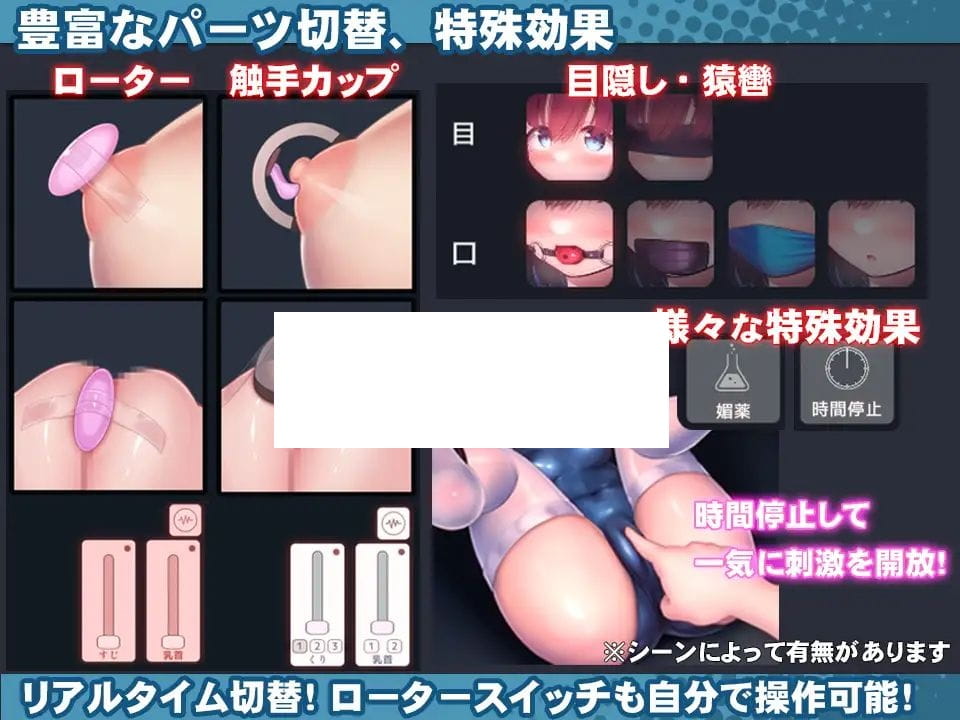 豊富なパーツ切替、特殊効果
ローター 触手カップ 目隠し・猿轡
目
口
様々な特殊効果
媚薬 時間停止
時間停止して
一気に刺激を開放!
すじ 乳首
1 2 3 1 2
くり 乳首
※シーンによって有無があります
リアルタイム切替! ロータースイッチも自分で操作可能!